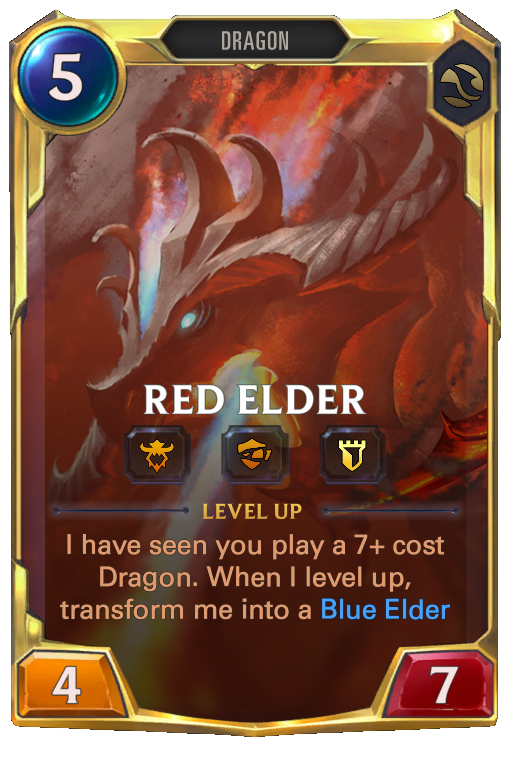 DRAGON
5
RED ELDER
LEVEL UP
I have seen you play a 7+ cost
Dragon. When I level up,
transform me into a Blue Elder
4
7